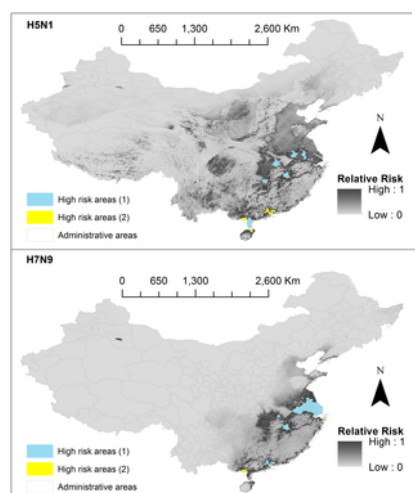 H5N1
2,600 Km
0 650 1,300
N
Relative Risk
High : 1
Low : 0
High risk areas (1)
High risk areas (2)
Administrative areas
H7N9
2,600 Km
0 650 1,300
N
Relative Risk
High : 1
Low : 0
High risk areas (1)
High risk areas (2)
Administrative areas